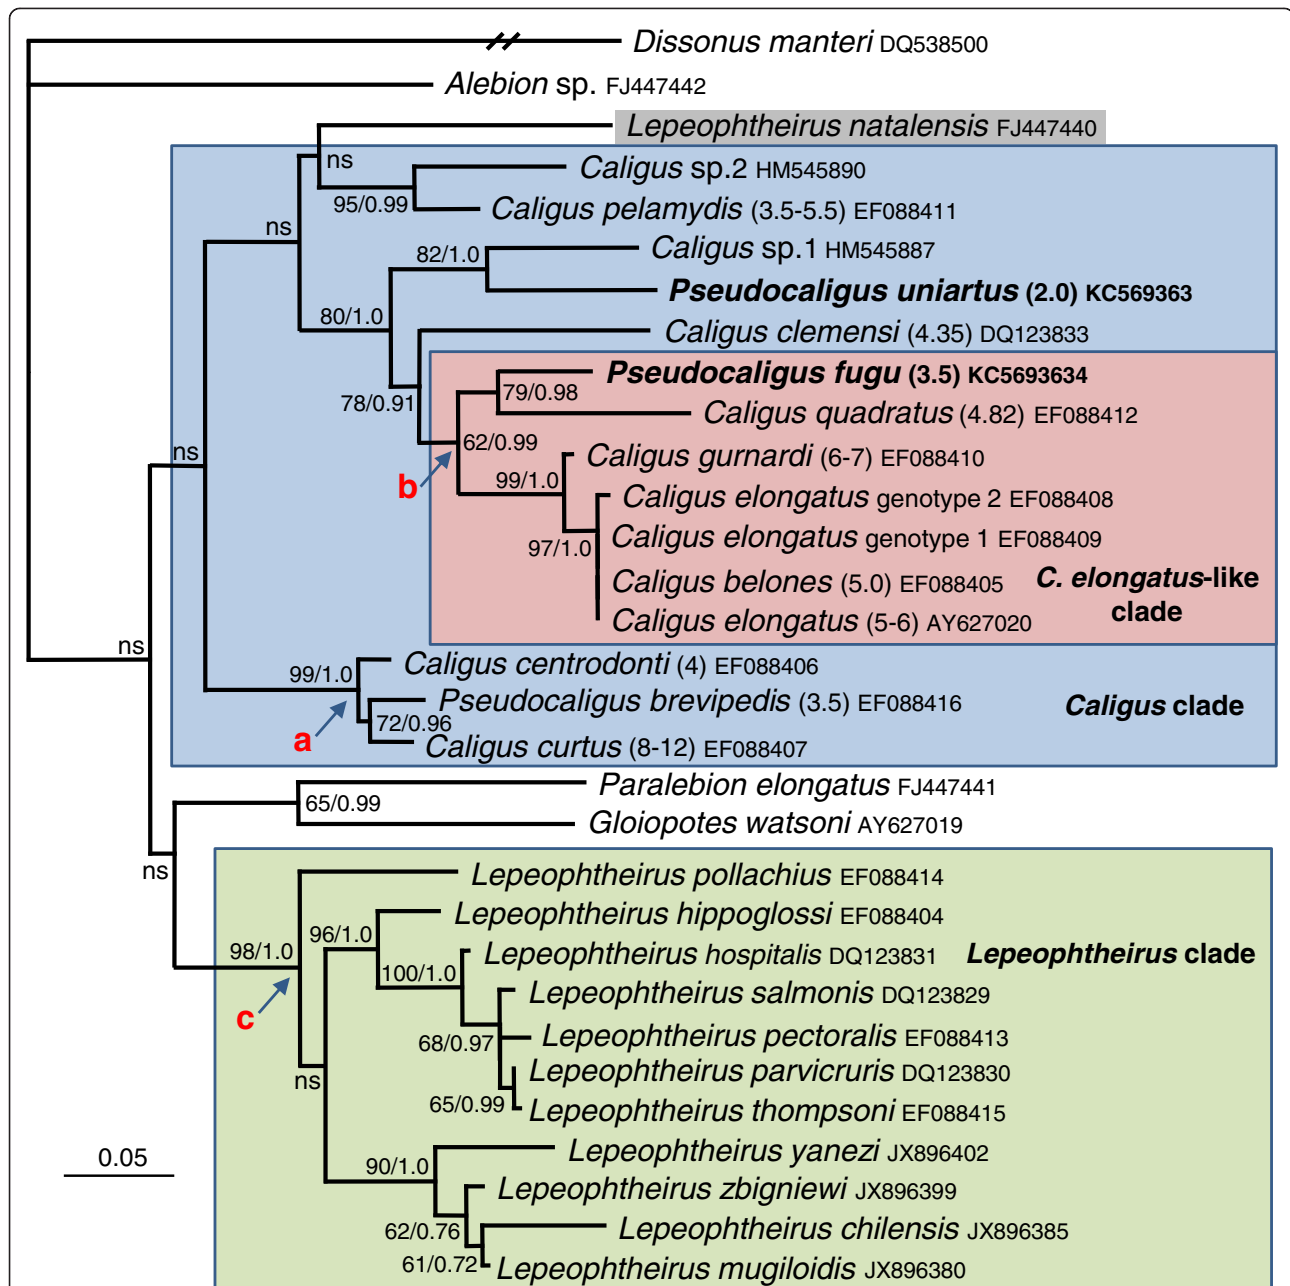 Dissonus manteri DQ538500
Alebion sp. FJ447442
Lepeophtheirus natalensis FJ447440
ns
Caligus sp.2 HM545890
95/0.99
Caligus pelamydis (3.5-5.5) EF088411
ns
Caligus sp.1 HM545887
82/1.0
Pseudocaligus uniartus (2.0) KC569363
80/1.0
Caligus clemensi (4.35) DQ123833
Pseudocaligus fugu (3.5) KC5693634
79/0.98
78/0.91
Caligus quadratus (4.82) EF088412
62/0.99
ns
Caligus gurnardi (6-7) EF088410
b
99/1.0
Caligus elongatus genotype 2 EF088408
Caligus elongatus genotype 1 EF088409
97/1.0
Caligus belones (5.0) EF088405
C. elongatus-like
clade
Caligus elongatus (5-6) AY627020
ns
Caligus centrodonti (4) EF088406
99/1.0
Pseudocaligus brevipedis (3.5) EF088416
Caligus clade
72/0.96
a
Caligus curtus (8-12) EF088407
Paralebion elongatus FJ447441
65/0.99
Gloiopotes watsoni AY627019
ns
Lepeophtheirus pollachius EF088414
Lepeophtheirus hippoglossi EF088404
96/1.0
98/1.0
Lepeophtheirus hospitalis DQ123831
Lepeophtheirus clade
100/1.0
Lepeophtheirus salmonis DQ123829
c
Lepeophtheirus pectoralis EF088413
68/0.97
Lepeophtheirus parvicruris DQ123830
ns
65/0.99
Lepeophtheirus thompsoni EF088415
Lepeophtheirus yanezi JX896402
0.05
90/1.0
Lepeophtheirus zbigniewi JX896399
62/0.76
Lepeophtheirus chilensis JX896385
61/0.72
Lepeophtheirus mugiloidis JX896380